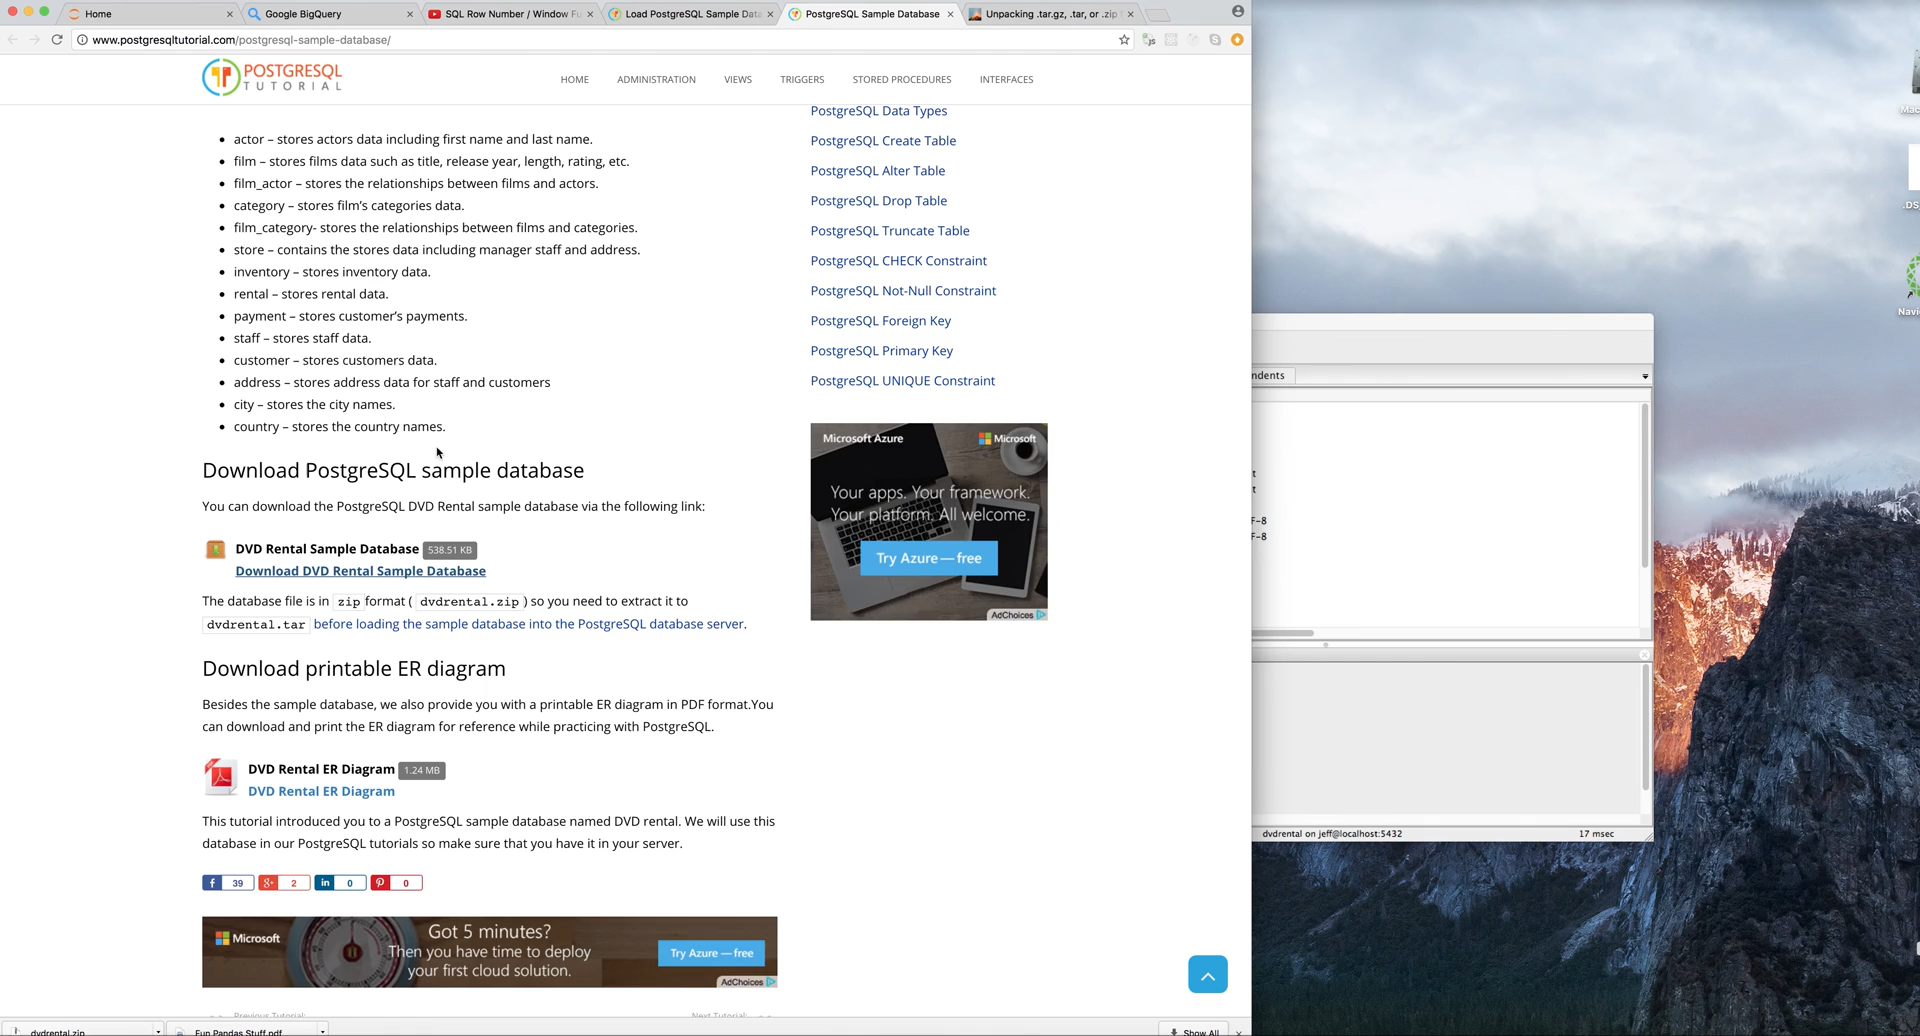 Home
Google BigQuery
SQL Row Number / Window Fu
Load PostgreSQL Sample Data
PostgreSQL Sample Database
Unpacking .tar.gz, .tar, or .zip
www.postgresqltutorial.com/postgresql-sample-database/
POSTGRESQL
TUTORIAL
HOME
ADMINISTRATION
VIEWS
TRIGGERS
STORED PROCEDURES
INTERFACES
actor – stores actors data including first name and last name.
film – stores films data such as title, release year, length, rating, etc.
film_actor – stores the relationships between films and actors.
category – stores film's categories data.
film_category- stores the relationships between films and categories.
store – contains the stores data including manager staff and address.
inventory – stores inventory data.
rental – stores rental data.
payment – stores customer's payments.
staff – stores staff data.
customer – stores customers data.
address – stores address data for staff and customers
city – stores the city names.
country – stores the country names.
Download PostgreSQL sample database
You can download the PostgreSQL DVD Rental sample database via the following link:
DVD Rental Sample Database 538.51 KB
Download DVD Rental Sample Database
The database file is in zip format ( dvdrental.zip ) so you need to extract it to
dvdrental.tar before loading the sample database into the PostgreSQL database server.
Download printable ER diagram
Besides the sample database, we also provide you with a printable ER diagram in PDF format.You
can download and print the ER diagram for reference while practicing with PostgreSQL.
DVD Rental ER Diagram 1.24 MB
DVD Rental ER Diagram
This tutorial introduced you to a PostgreSQL sample database named DVD rental. We will use this
database in our PostgreSQL tutorials so make sure that you have it in your server.
39
2
0
0
Microsoft
Got 5 minutes?
Then you have time to deploy
your first cloud solution.
Try Azure — free
AdChoices
Previous Tutorial:
Next Tutorial:
PostgreSQL Data Types
PostgreSQL Create Table
PostgreSQL Alter Table
PostgreSQL Drop Table
PostgreSQL Truncate Table
PostgreSQL CHECK Constraint
PostgreSQL Not-Null Constraint
PostgreSQL Foreign Key
PostgreSQL Primary Key
PostgreSQL UNIQUE Constraint
Microsoft Azure
Microsoft
Your apps. Your framework.
Your platform. All welcome.
Try Azure — free
AdChoices
dvdrental.zip
Fun Pandas Stuff.pdf
Show All
ndents
t
t
F-8
F-8
dvdrental on jeff@localhost:5432
17 msec
Mac
.DS_
Navi